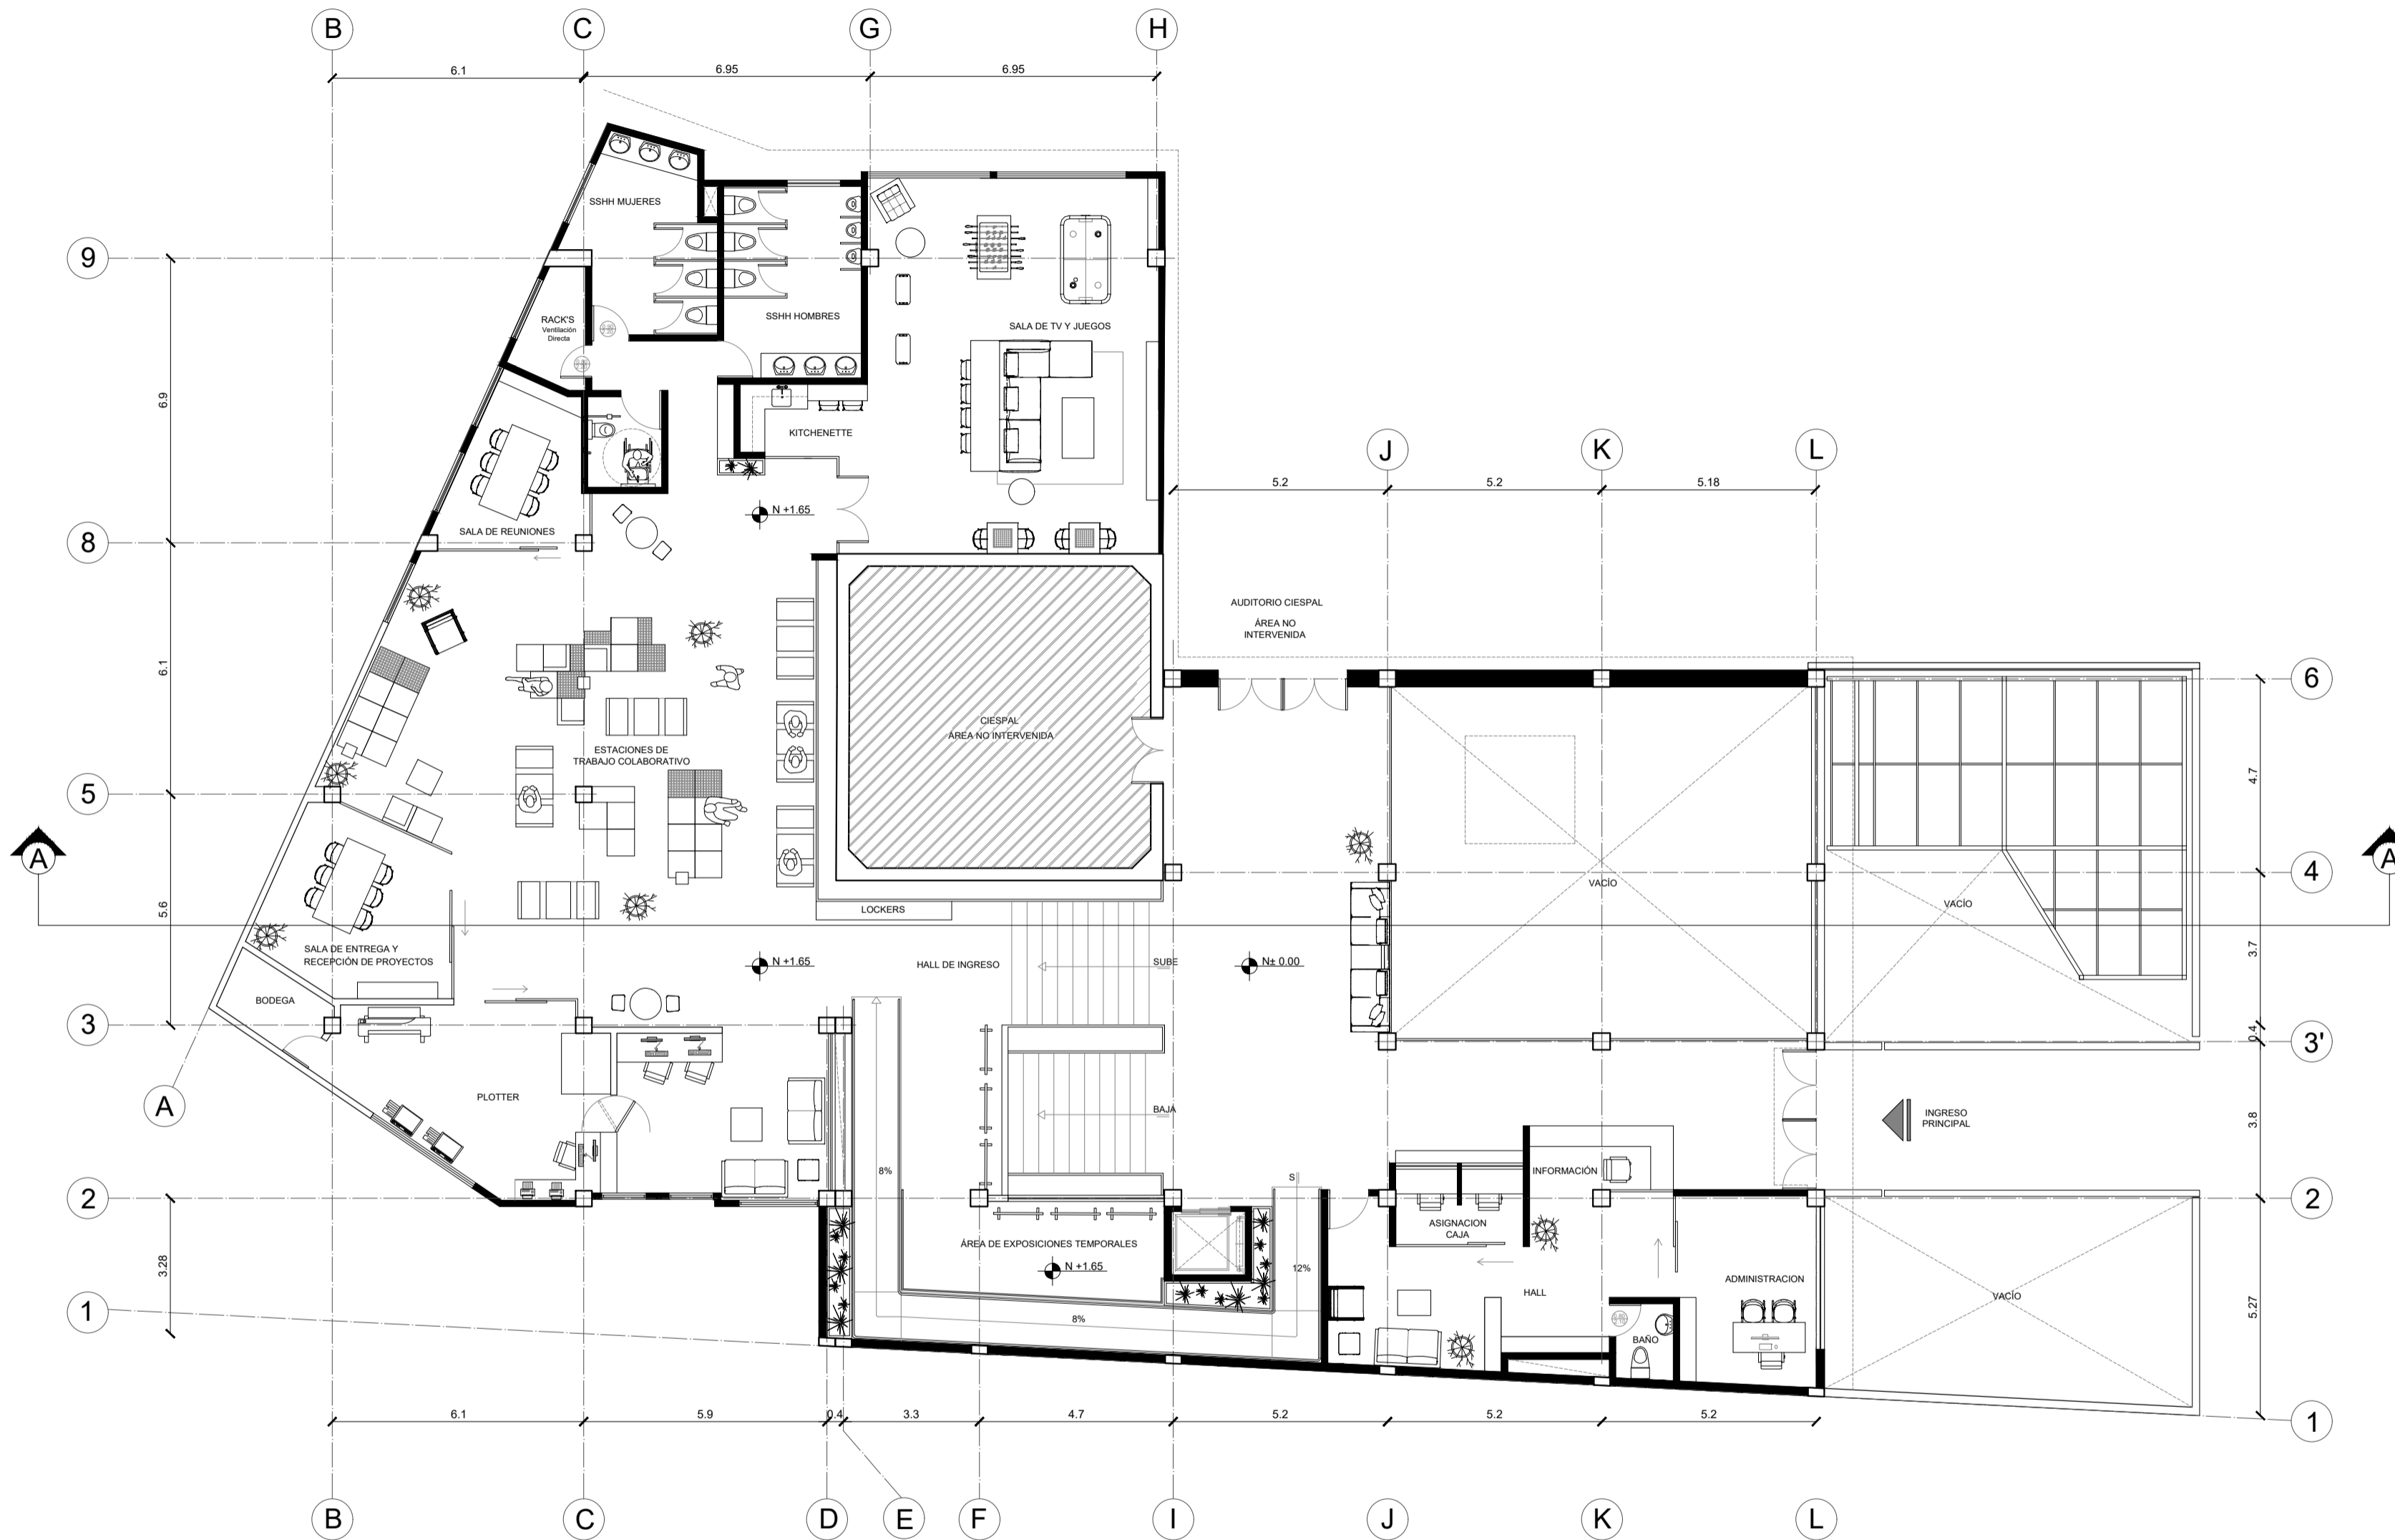 B
C
G
H
6.1
6.95
6.95
SSHH MUJERES
9
RACK'S
Ventilación
Directa
SSHH HOMBRES
SALA DE TV Y JUEGOS
6.9
KITCHENETTE
J
K
L
5.2
5.2
5.18
N +1.65
SALA DE REUNIONES
8
AUDITORIO CIESPAL
ÁREA NO
INTERVENIDA
6.1
6
CIESPAL
ÁREA NO INTERVENIDA
ESTACIONES DE
TRABAJO COLABORATIVO
4.7
5
A
A
4
VACÍO
VACÍO
5.6
LOCKERS
SALA DE ENTREGA Y
RECEPCIÓN DE PROYECTOS
N +1.65
HALL DE INGRESO
SUBE
N± 0.00
3.7
BODEGA
3
0.4
3'
A
PLOTTER
BAJA
INGRESO
PRINCIPAL
3.8
8%
S
INFORMACIÓN
2
2
ASIGNACION
CAJA
3.28
ÁREA DE EXPOSICIONES TEMPORALES
N +1.65
12%
ADMINISTRACION
HALL
VACÍO
5.27
1
8%
BAÑO
6.1
5.9
0.4
3.3
4.7
5.2
5.2
5.2
1
B
C
D
E
F
I
J
K
L